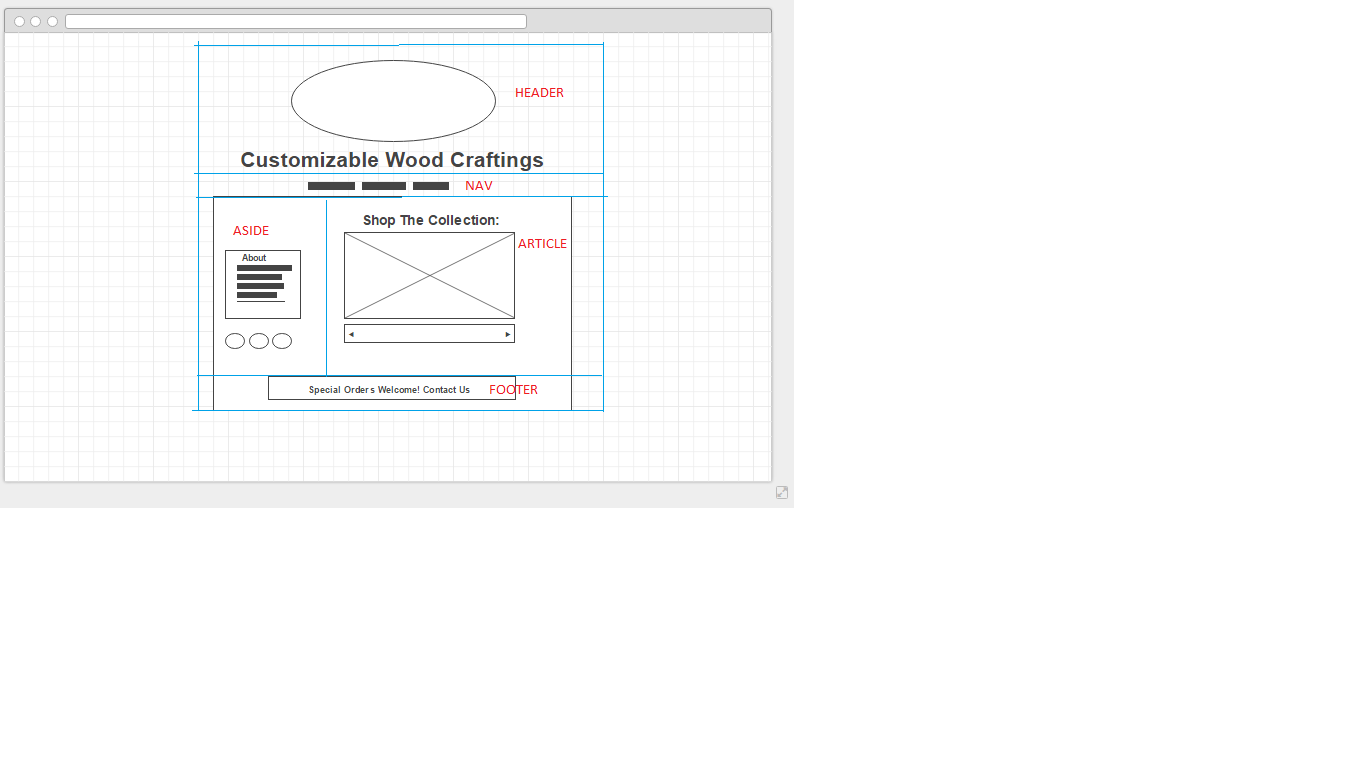 HEADER
Customizable Wood Craftings
NAV
Shop The Collection:
ASIDE
ARTICLE
About
Special Orders Welcome! Contact Us
FOOTER